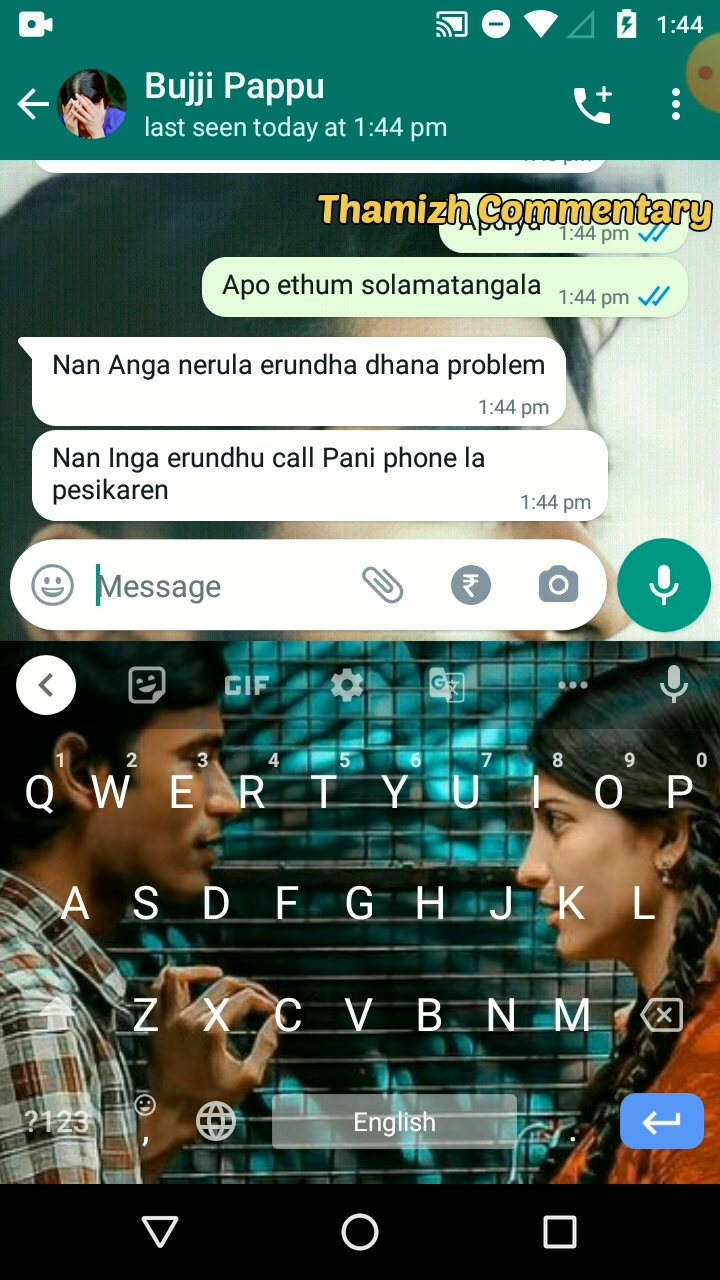 1:44
Bujji Pappu
last seen today at 1:44 pm
Thamizh Commentary
Apdiya 1:44 pm
Apo ethum solamatangala 1:44 pm
Nan Anga nerula erundha dhana problem
1:44 pm
Nan Inga erundhu call Pani phone la
pesikaren
1:44 pm
Message
GIF
1 2 3 4 5 6 7 8 9 0
Q W E R T Y U I O P
A S D F G H J K L
Z X C V B N M
?123 , English .